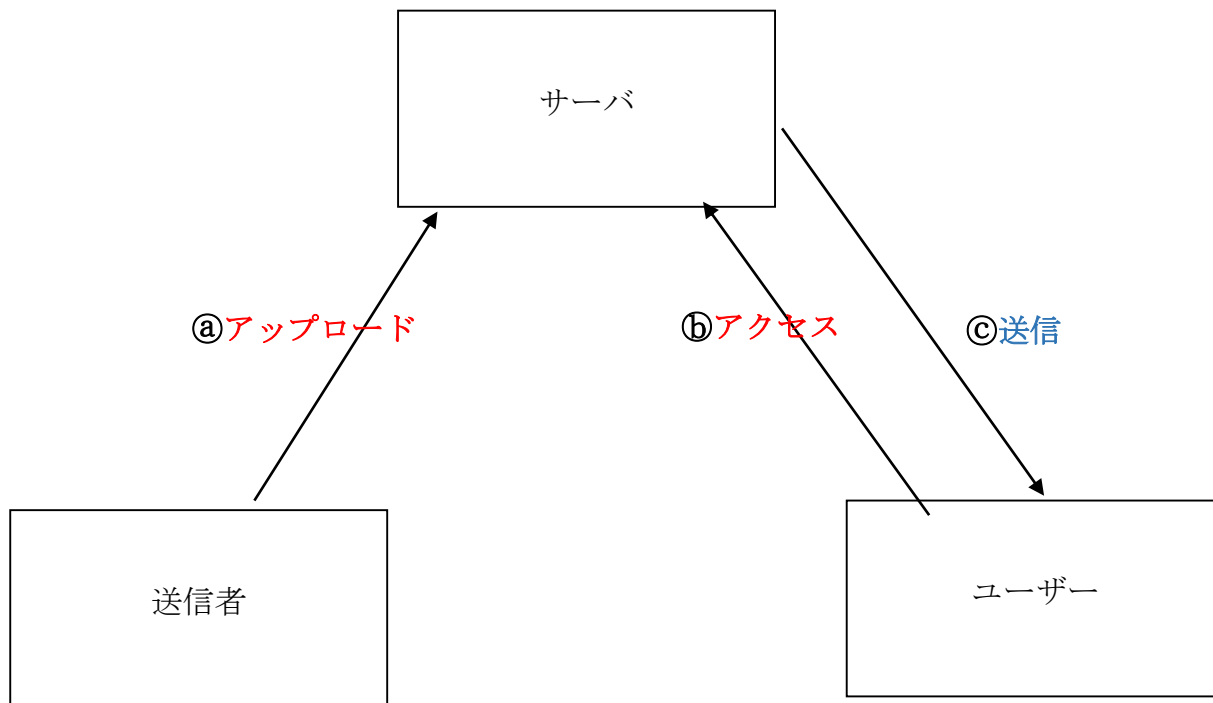 サーバ
ⓐアップロード
ⓑアクセス
ⓒ送信
送信者
ユーザー